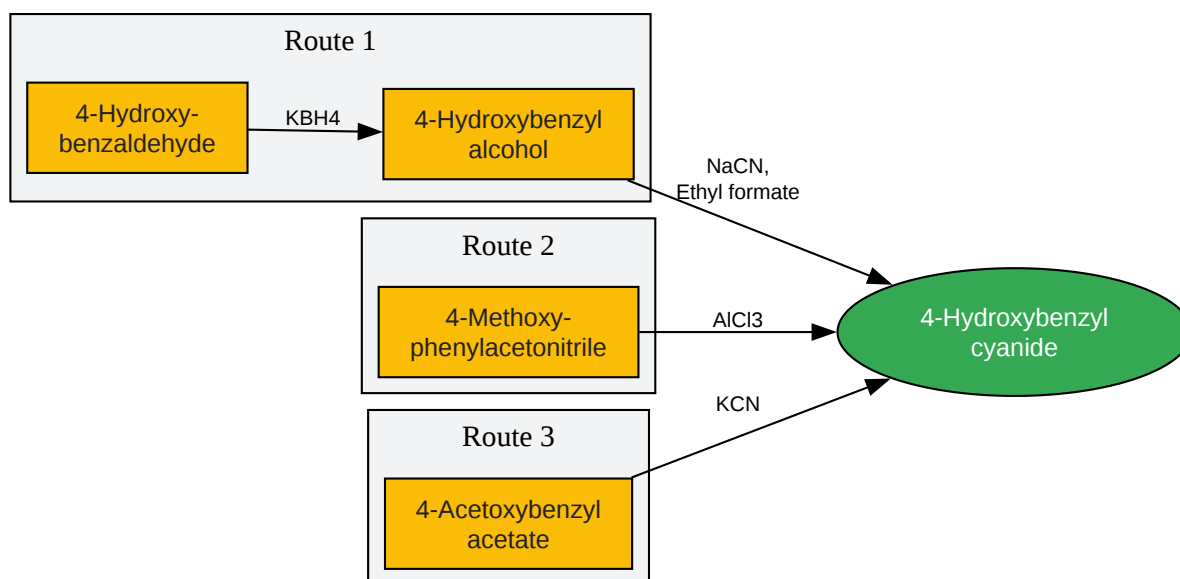 Route 1
4-Hydroxy-
benzaldehyde
KBH4
4-Hydroxybenzyl
alcohol
NaCN,
Ethyl formate
Route 2
4-Methoxy-
phenylacetonitrile
AlCl3
4-Hydroxybenzyl
cyanide
Route 3
KCN
4-Acetoxybenzyl
acetate